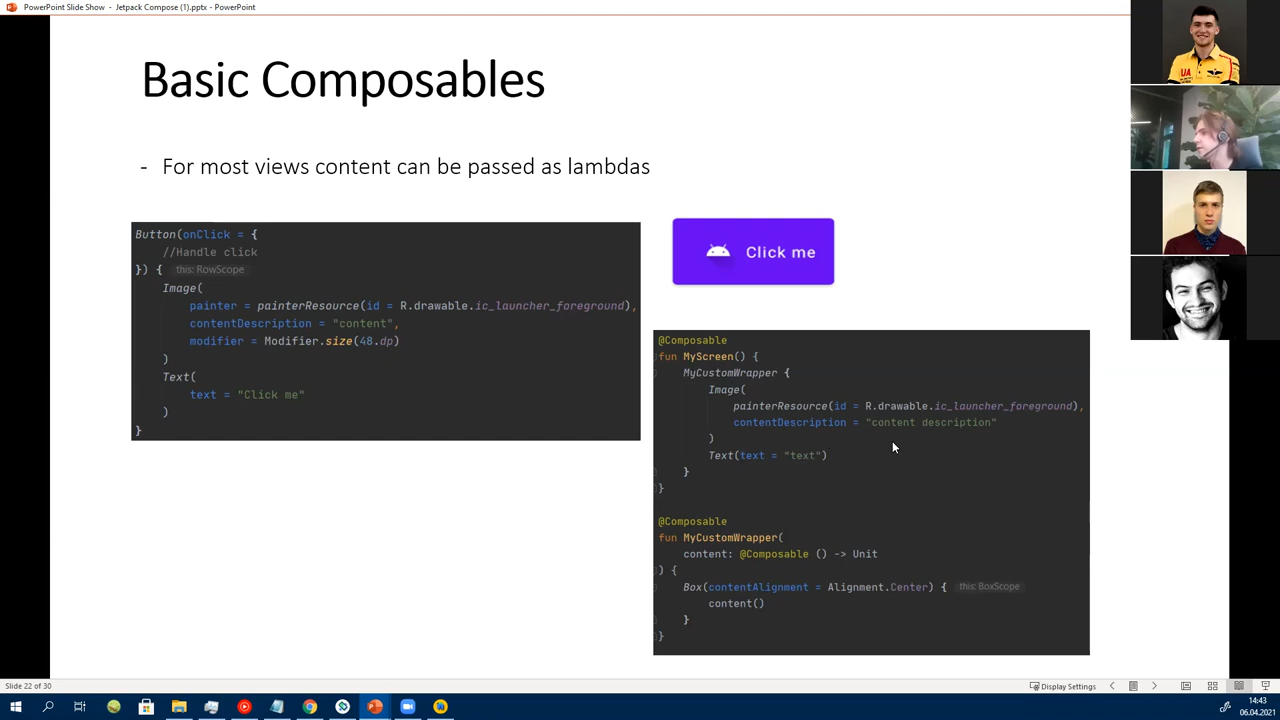 PowerPoint Slide Show - Jetpack Compose (1).pptx - PowerPoint
Basic Composables
- For most views content can be passed as lambdas
Button(onClick = {
//Handle click
}) { this: RowScope
Image(
painter = painterResource(id = R.drawable.ic_launcher_foreground),
contentDescription = "content",
modifier = Modifier.size(48.dp)
)
Text(
text = "Click me"
)
}
Click me
@Composable
fun MyScreen() {
MyCustomWrapper {
Image(
painterResource(id = R.drawable.ic_launcher_foreground),
contentDescription = "content description"
)
Text(text = "text")
}
}
@Composable
fun MyCustomWrapper(
content: @Composable () -> Unit
) {
Box(contentAlignment = Alignment.Center) { this: BoxScope
content()
}
}
UA
Slide 22 of 30
Display Settings
14:43
06.04.2021